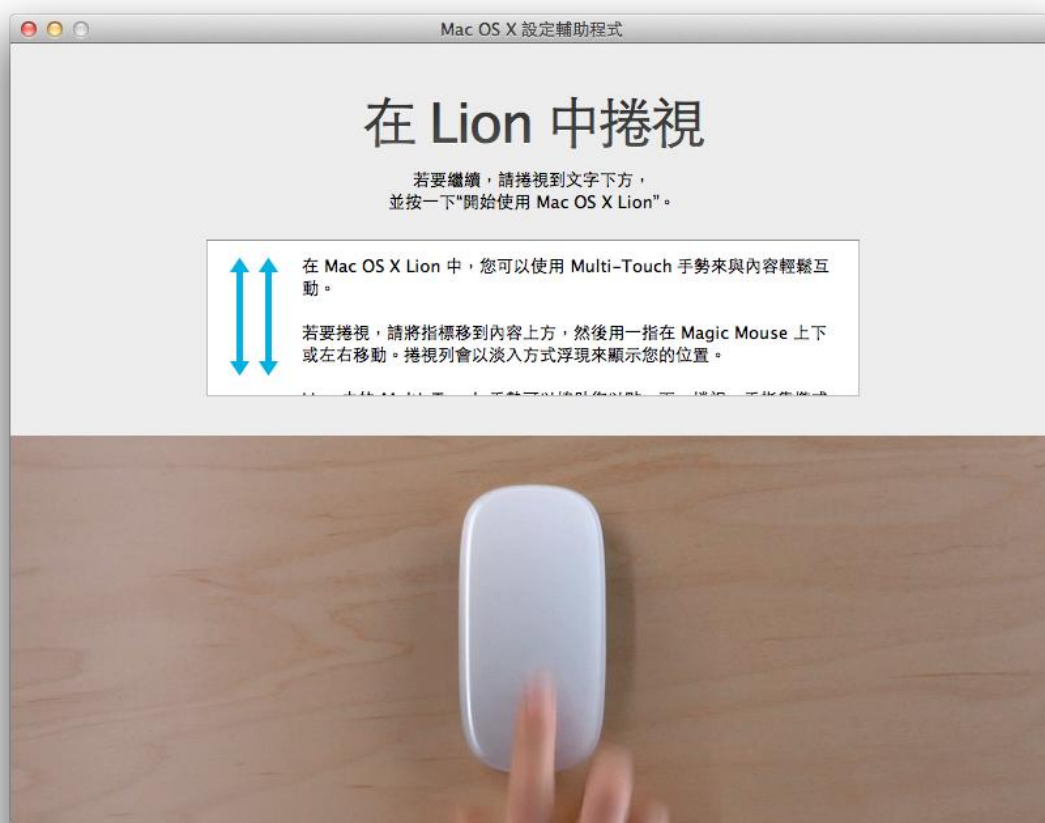 Mac OS X 設定輔助程式
在 Lion 中捲視
若要繼續，請捲視到文字下方，
並按一下“開始使用 Mac OS X Lion”。
在 Mac OS X Lion 中，您可以使用 Multi-Touch 手勢來與內容輕鬆互
動。
若要捲視，請將指標移到內容上方，然後用一指在 Magic Mouse 上下
或左右移動。捲視列會以淡入方式浮現來顯示您的位置。